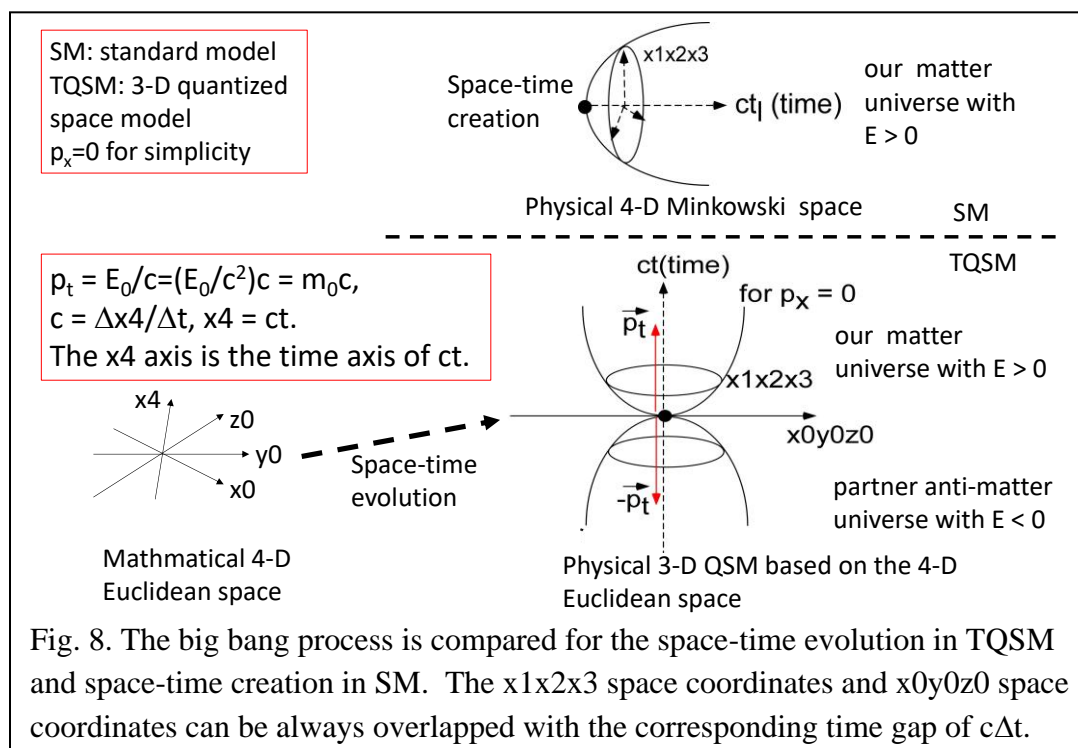 SM: standard model
TQSM: 3-D quantized
space model
pₓ=0 for simplicity
Space-time
creation
x1x2x3
ctₗ (time)
our matter
universe with
E > 0
Physical 4-D Minkowski space
SM
TQSM
pₜ = E₀/c=(E₀/c²)c = m₀c,
c = Δx4/Δt, x4 = ct.
The x4 axis is the time axis of ct.
x4
z0
y0
x0
Space-time
evolution
Mathmatical 4-D
Euclidean space
ct(time)
for pₓ = 0
pₜ
our matter
universe with E > 0
x1x2x3
x0y0z0
-pₜ
partner anti-matter
universe with E < 0
Physical 3-D QSM based on the 4-D
Euclidean space
Fig. 8. The big bang process is compared for the space-time evolution in TQSM
and space-time creation in SM. The x1x2x3 space coordinates and x0y0z0 space
coordinates can be always overlapped with the corresponding time gap of cΔt.